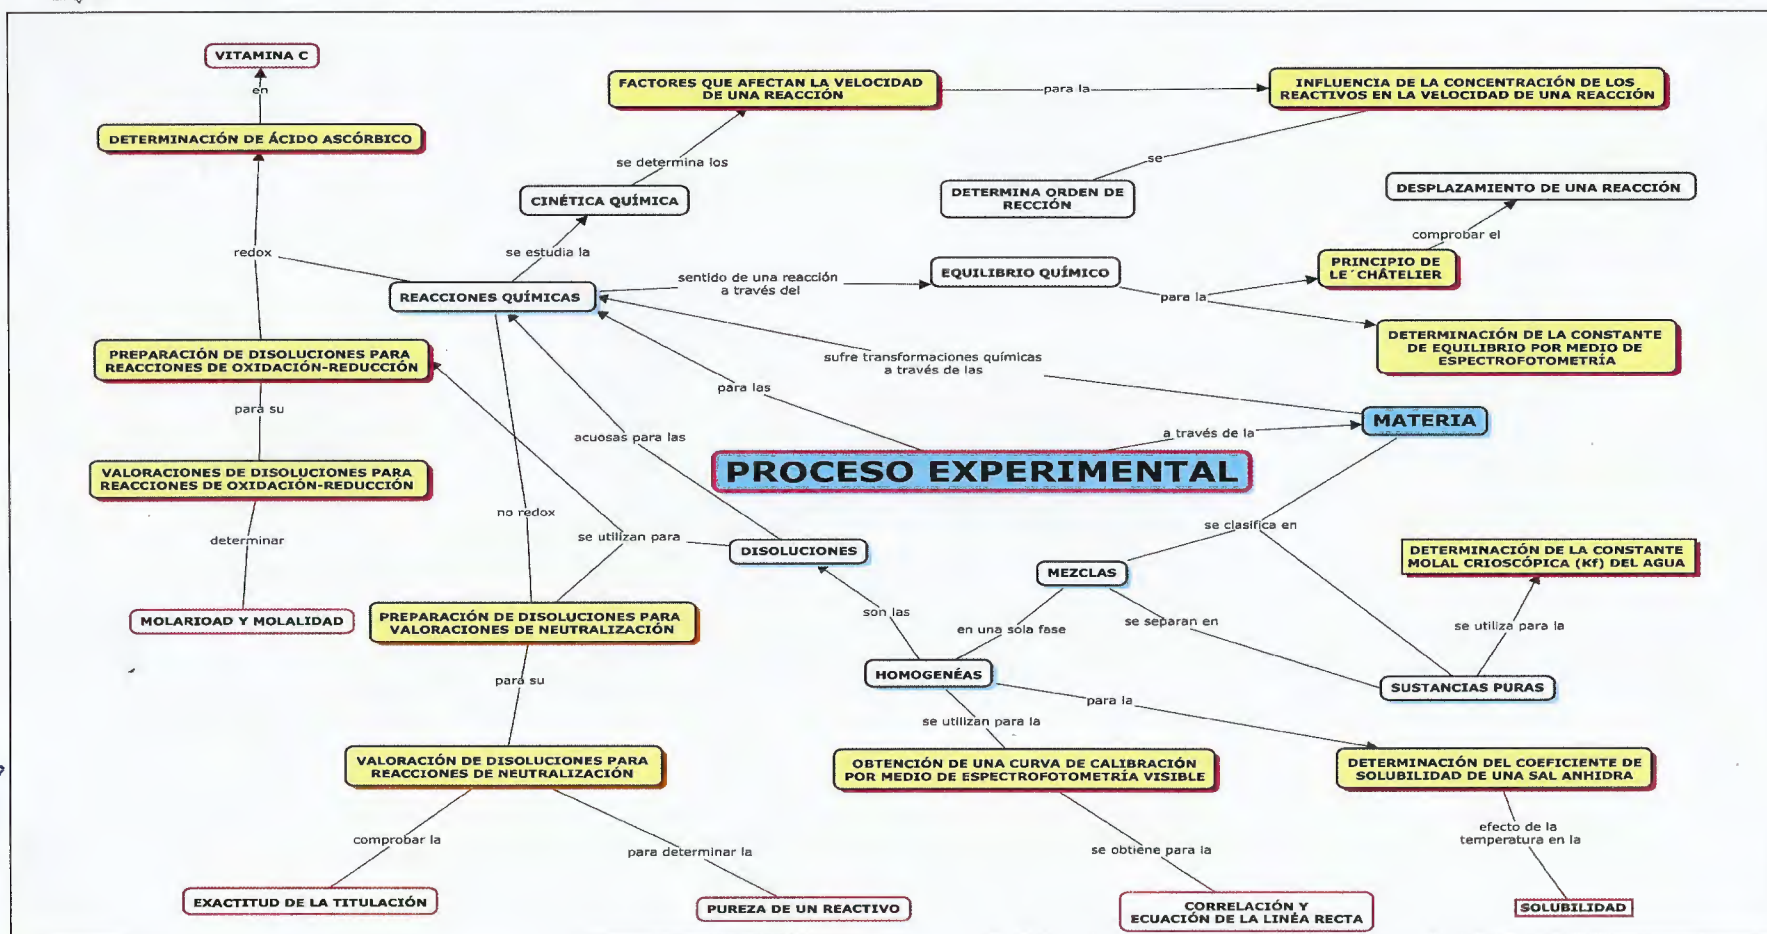 VITAMINA C
en
DETERMINACIÓN DE ÁCIDO ASCÓRBICO
redox
FACTORES QUE AFECTAN LA VELOCIDAD
DE UNA REACCIÓN
para la
INFLUENCIA DE LA CONCENTRACIÓN DE LOS
REACTIVOS EN LA VELOCIDAD DE UNA REACCIÓN
se determina los
se
CINÉTICA QUÍMICA
DETERMINA ORDEN DE
RECCIÓN
DESPLAZAMIENTO DE UNA REACCIÓN
se estudia la
comprobar el
REACCIONES QUÍMICAS
sentido de una reacción
a través del
EQUILIBRIO QUÍMICO
para la
PRINCIPIO DE
LE´CHÂTELIER
DETERMINACIÓN DE LA CONSTANTE
DE EQUILIBRIO POR MEDIO DE
ESPECTROFOTOMETRÍA
PREPARACIÓN DE DISOLUCIONES PARA
REACCIONES DE OXIDACIÓN-REDUCCIÓN
sufre transformaciones químicas
a través de las
para las
para su
acuosas para las
a través de la
MATERIA
PROCESO EXPERIMENTAL
VALORACIONES DE DISOLUCIONES PARA
REACCIONES DE OXIDACIÓN-REDUCCIÓN
no redox
determinar
se utilizan para
DISOLUCIONES
se clasifica en
MEZCLAS
DETERMINACIÓN DE LA CONSTANTE
MOLAL CRIOSCÓPICA (Kf) DEL AGUA
MOLARIOAD Y MOLALIDAD
PREPARACIÓN DE DISOLUCIONES PARA
VALORACIONES DE NEUTRALIZACIÓN
son las
en una sola fase
se separan en
se utiliza para la
para su
HOMOGENÉAS
SUSTANCIAS PURAS
se utilizan para la
para la
VALORACIÓN DE DISOLUCIONES PARA
REACCIONES DE NEUTRALIZACIÓN
OBTENCIÓN DE UNA CURVA DE CALIBRACIÓN
POR MEDIO DE ESPECTROFOTOMETRÍA VISIBLE
DETERMINACIÓN DEL COEFICIENTE DE
SOLUBILIDAD DE UNA SAL ANHIDRA
comprobar la
para determinar la
se obtiene para la
efecto de la
temperatura en la
EXACTITUD DE LA TITULACIÓN
PUREZA DE UN REACTIVO
CORRELACIÓN Y
ECUACIÓN DE LA LINÉA RECTA
SOLUBILIDAD